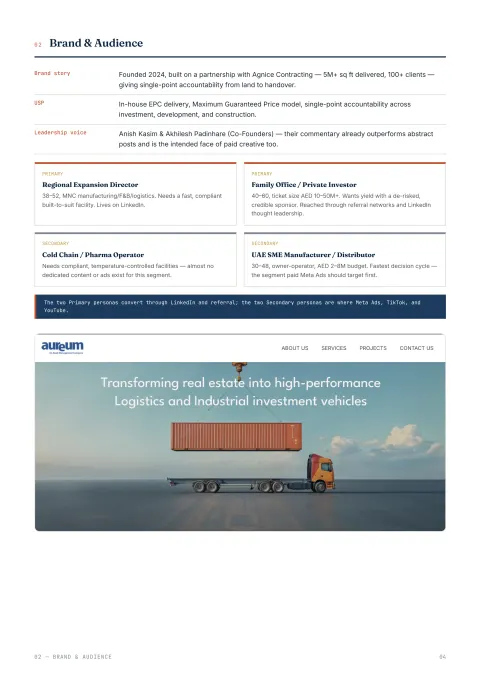 02 Brand & Audience
Brand story
Founded 2024, built on a partnership with Agnice Contracting — 5M+ sq ft delivered, 100+ clients —
giving single-point accountability from land to handover.
USP
In-house EPC delivery, Maximum Guaranteed Price model, single-point accountability across
investment, development, and construction.
Leadership voice
Anish Kasim & Akhilesh Padinhare (Co-Founders) — their commentary already outperforms abstract
posts and is the intended face of paid creative too.
PRIMARY
Regional Expansion Director
38–52, MNC manufacturing/F&B/logistics. Needs a fast, compliant
built-to-suit facility. Lives on LinkedIn.
PRIMARY
Family Office / Private Investor
40–60, ticket size AED 10–50M+. Wants yield with a de-risked,
credible sponsor. Reached through referral networks and LinkedIn
thought leadership.
SECONDARY
Cold Chain / Pharma Operator
Needs compliant, temperature-controlled facilities — almost no
dedicated content or ads exist for this segment.
SECONDARY
UAE SME Manufacturer / Distributor
30–48, owner-operator, AED 2–8M budget. Fastest decision cycle —
the segment paid Meta Ads should target first.
The two Primary personas convert through LinkedIn and referral; the two Secondary personas are where Meta Ads, TikTok, and
YouTube.
aureum
ABOUT US SERVICES PROJECTS CONTACT US
Transforming real estate into high-performance
Logistics and Industrial investment vehicles
02 — BRAND & AUDIENCE
04